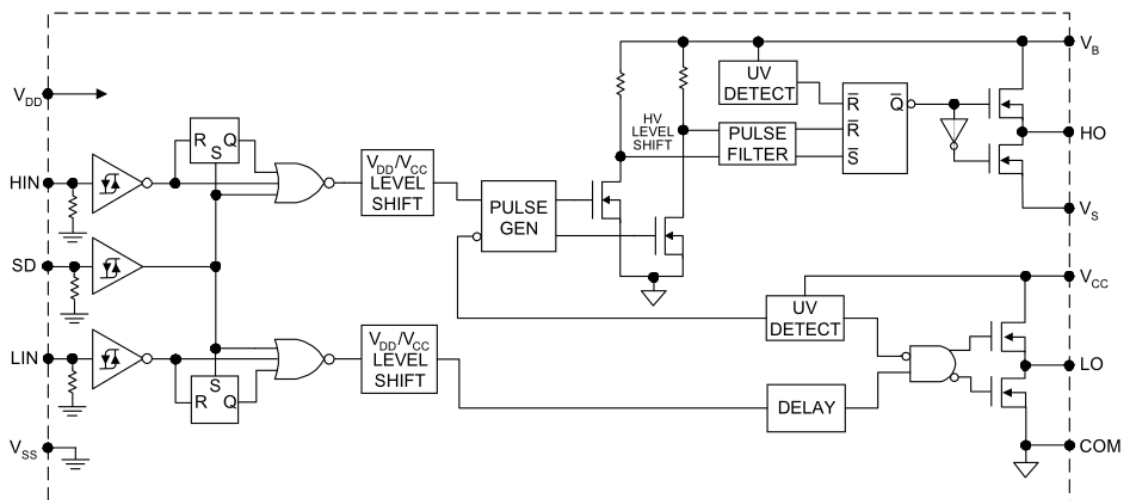 V_B
UV
DETECT
R̅ Q̅
V_DD
HV
LEVEL
SHIFT
PULSE
FILTER
R̅
S̅
HO
R Q
S
V_DD/V_CC
LEVEL
SHIFT
HIN
PULSE
GEN
V_S
SD
V_CC
UV
DETECT
V_DD/V_CC
LEVEL
SHIFT
LIN
LO
S
R Q
DELAY
V_SS
COM